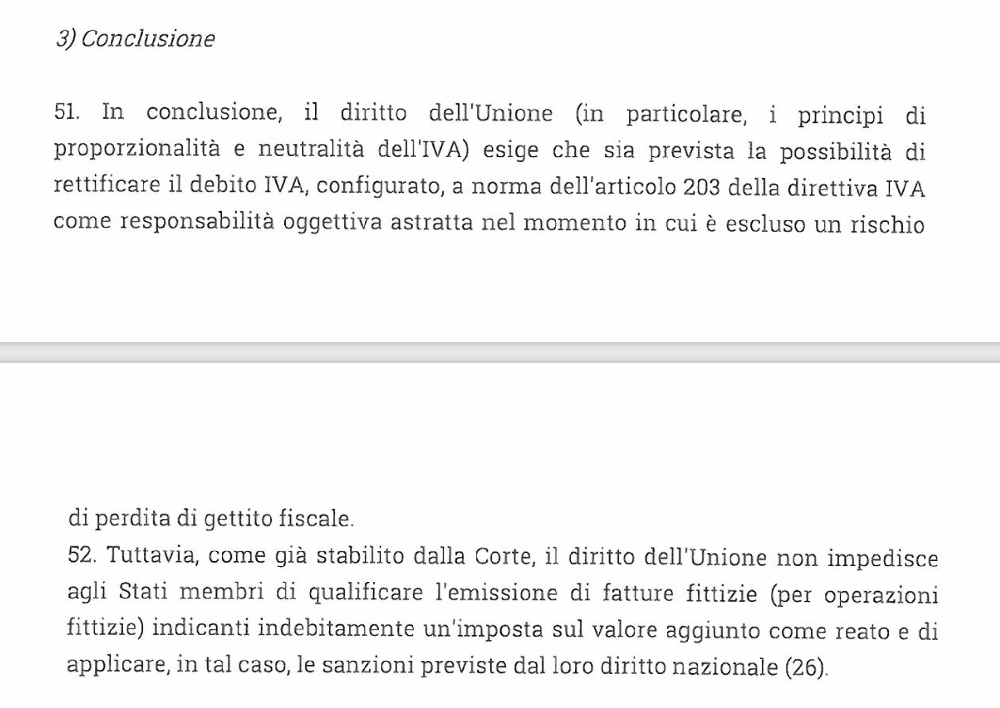 3) Conclusione
51. In conclusione, il diritto dell'Unione (in particolare, i principi di
proporzionalità e neutralità dell'IVA) esige che sia prevista la possibilità di
rettificare il debito IVA, configurato, a norma dell'articolo 203 della direttiva IVA
come responsabilità oggettiva astratta nel momento in cui è escluso un rischio
di perdita di gettito fiscale.
52. Tuttavia, come già stabilito dalla Corte, il diritto dell'Unione non impedisce
agli Stati membri di qualificare l'emissione di fatture fittizie (per operazioni
fittizie) indicanti indebitamente un'imposta sul valore aggiunto come reato e di
applicare, in tal caso, le sanzioni previste dal loro diritto nazionale (26).